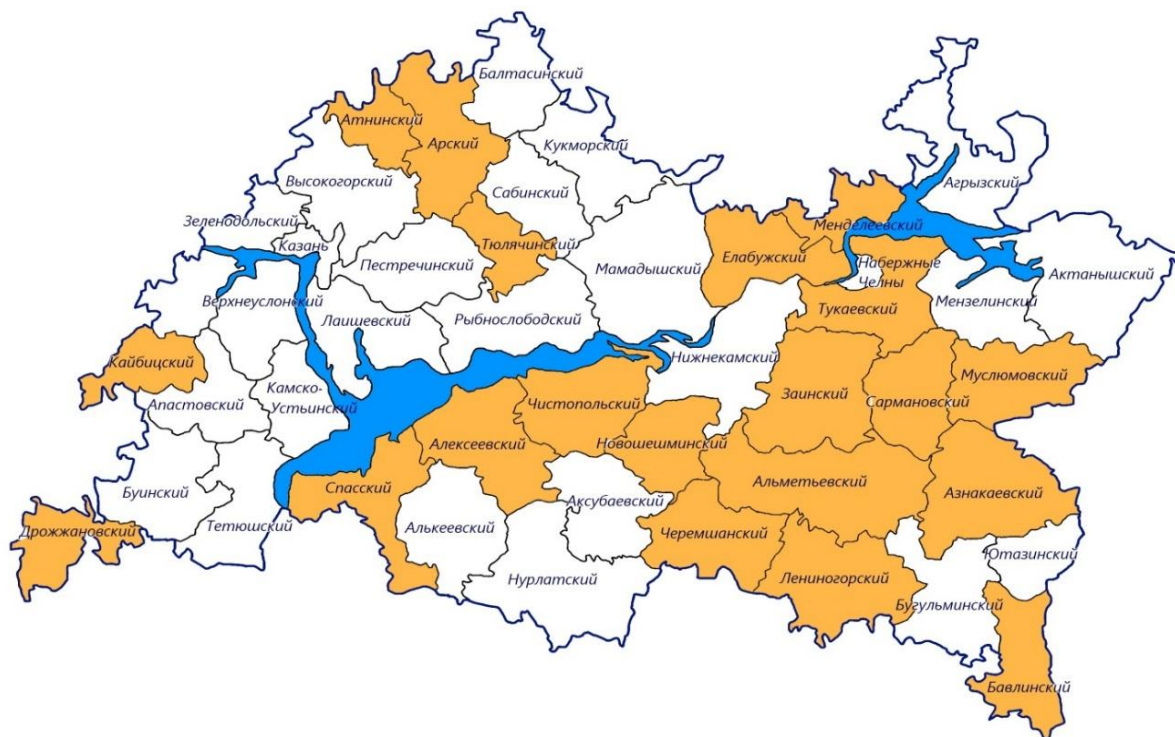 Балтасинский
Атнинский
Арский
Кукморский
Высокогорский
Сабинский
Агрызский
Зеленодольский
Казань
Тюлячинский
Менделеевский
Пестречинский
Мамадышский
Елабужский
Набержные
Челны
Актанышский
Верхнеуслонский
Мензелинский
Лаишевский
Рыбнослободский
Тукаевский
Кайбицский
Нижнекамский
Муслюмовский
Камско-
Устьинский
Апастовский
Чистопольский
Заинский
Сармановский
Алексеевский
Новошешминский
Буинский
Спасский
Аксубаевский
Альметьевский
Азнакаевский
Дрожжановский
Тетюшский
Алькеевский
Черемшанский
Ютазинский
Нурлатский
Лениногорский
Бугульминский
Бавлинский